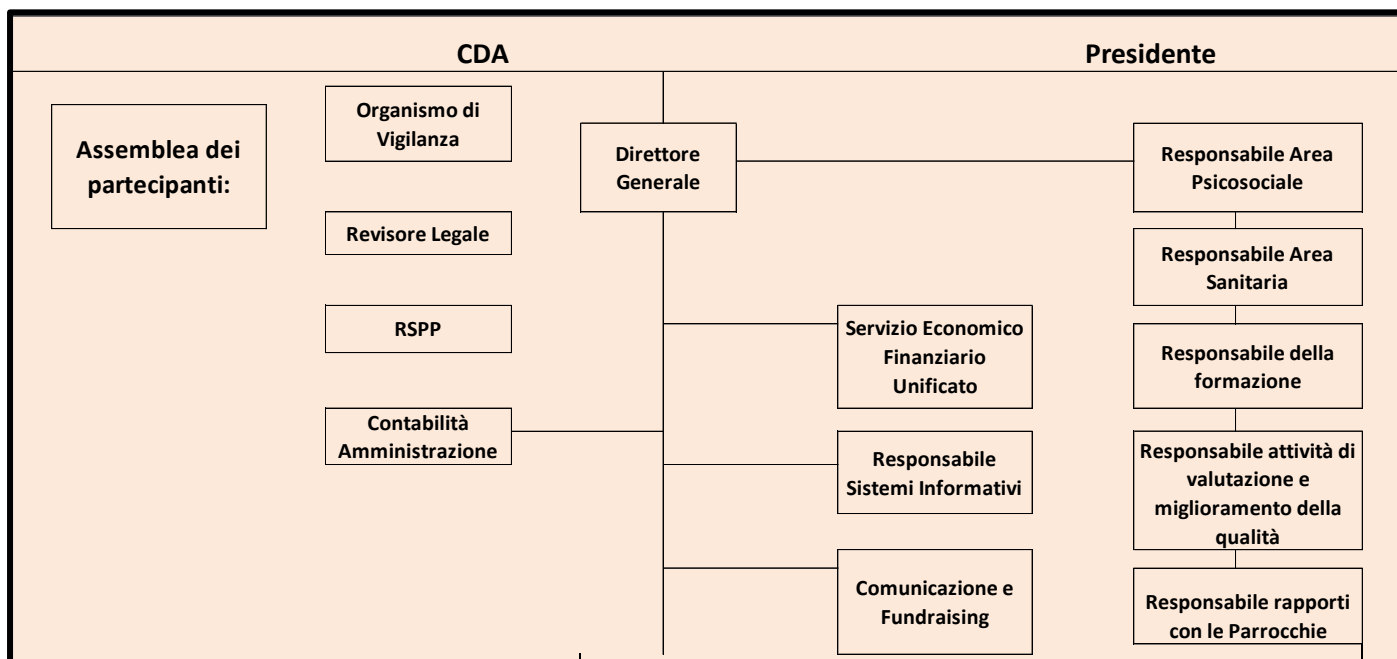 CDA
Presidente
Assemblea dei
partecipanti:
Organismo di
Vigilanza
Revisore Legale
RSPP
Contabilità
Amministrazione
Direttore
Generale
Servizio Economico
Finanziario
Unificato
Responsabile
Sistemi Informativi
Comunicazione e
Fundraising
Responsabile Area
Psicosociale
Responsabile Area
Sanitaria
Responsabile della
formazione
Responsabile attività di
valutazione e
miglioramento della
qualità
Responsabile rapporti
con le Parrocchie